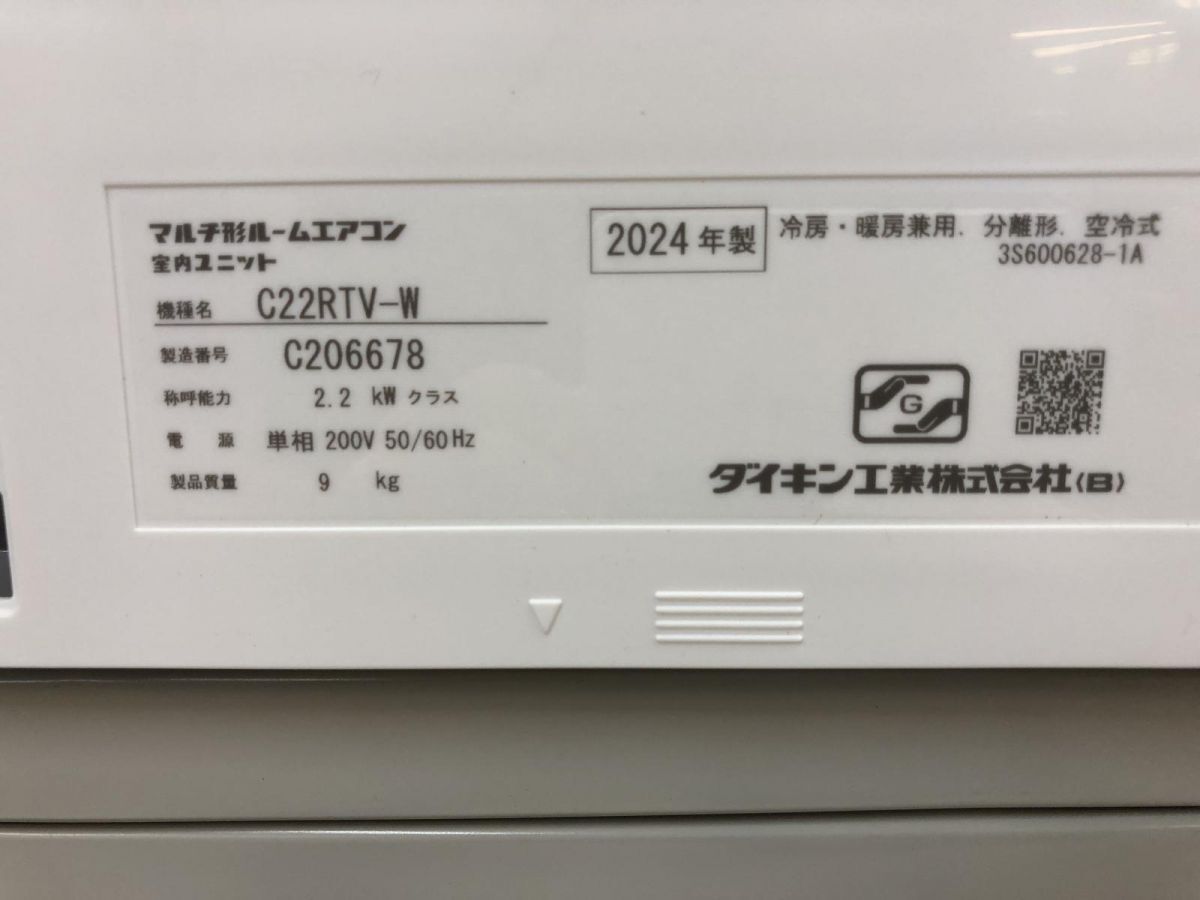 マルチ形ルームエアコン
室内ユニット
機種名 C22RTV-W
製造番号 C206678
称呼能力 2.2 kW クラス
電 源 単相 200V 50/60Hz
製品質量 9 kg
2024年製
冷房・暖房兼用. 分離形. 空冷式
3S600628-1A
G
ダイキン工業株式会社(B)